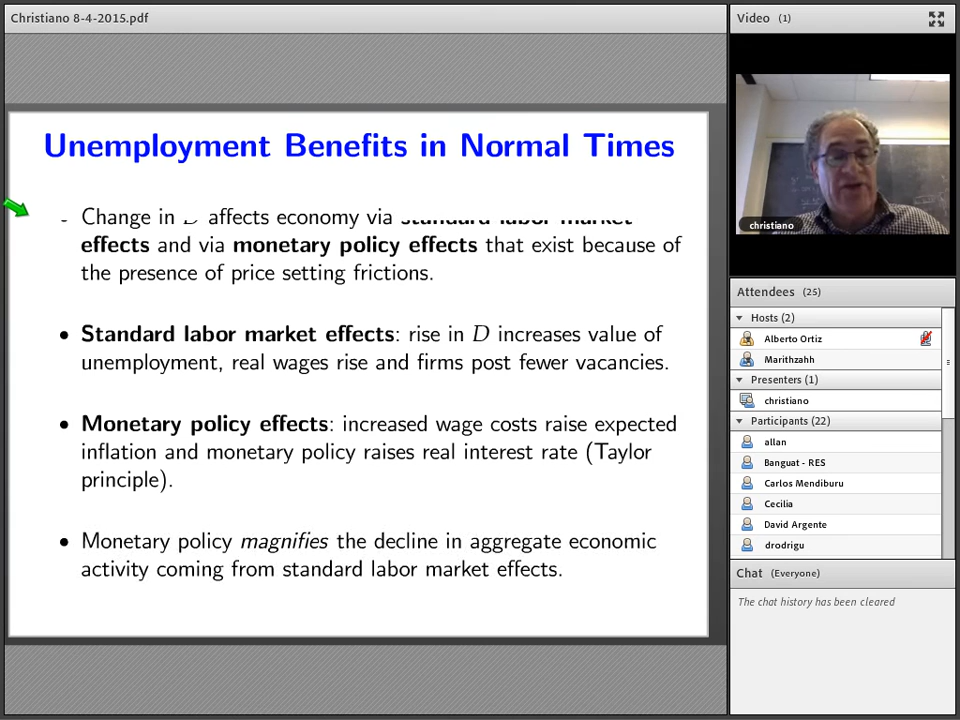 Christiano 8-4-2015.pdf
Unemployment Benefits in Normal Times
Change in D affects economy via standard labor market
effects and via monetary policy effects that exist because of
the presence of price setting frictions.
• Standard labor market effects: rise in D increases value of
unemployment, real wages rise and firms post fewer vacancies.
• Monetary policy effects: increased wage costs raise expected
inflation and monetary policy raises real interest rate (Taylor
principle).
• Monetary policy magnifies the decline in aggregate economic
activity coming from standard labor market effects.
Video (1)
christiano
Attendees (25)
Hosts (2)
Alberto Ortiz
Marithzahh
Presenters (1)
christiano
Participants (22)
allan
Banguat - RES
Carlos Mendiburu
Cecilia
David Argente
drodrigu
Chat (Everyone)
The chat history has been cleared